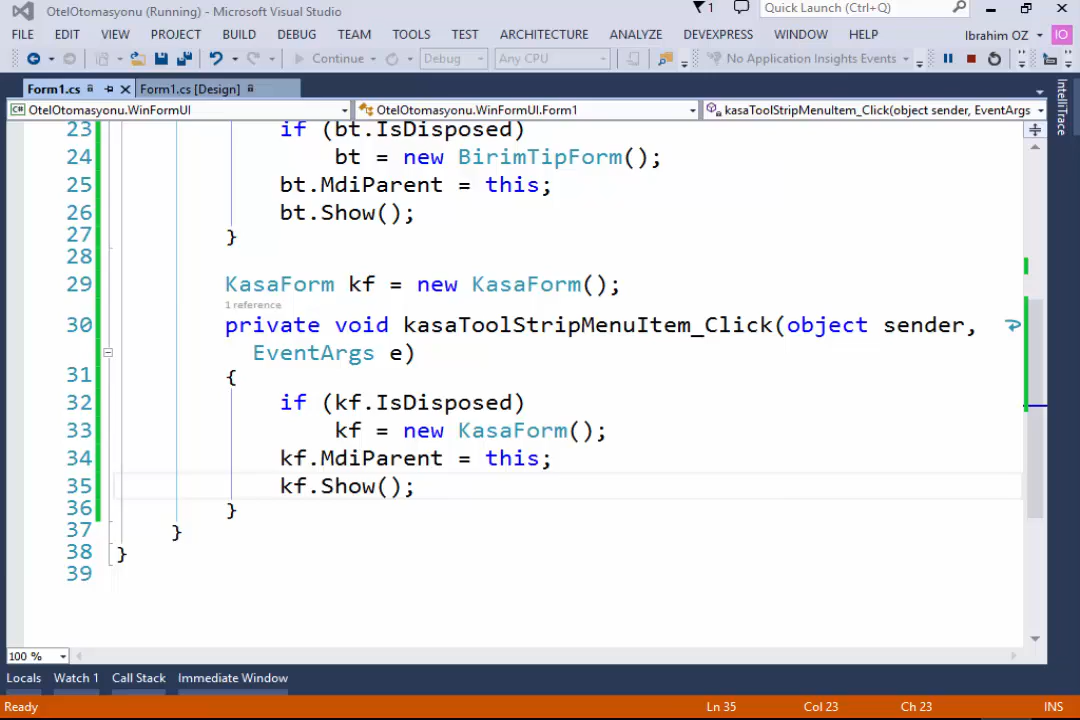 OtelOtomasyonu (Running) - Microsoft Visual Studio
1
Quick Launch (Ctrl+Q)
FILE EDIT VIEW PROJECT BUILD DEBUG TEAM TOOLS TEST ARCHITECTURE ANALYZE DEVEXPRESS WINDOW HELP Ibrahim OZ IO
Continue Debug Any CPU No Application Insights Events
Form1.cs Form1.cs [Design]
IntelliTrace
C# OtelOtomasyonu.WinFormUI OtelOtomasyonu.WinFormUI.Form1 kasaToolStripMenuItem_Click(object sender, EventArgs
23 if (bt.IsDisposed)
24 bt = new BirimTipForm();
25 bt.MdiParent = this;
26 bt.Show();
27 }
28
29 KasaForm kf = new KasaForm();
1 reference
30 private void kasaToolStripMenuItem_Click(object sender,
EventArgs e)
31 {
32 if (kf.IsDisposed)
33 kf = new KasaForm();
34 kf.MdiParent = this;
35 kf.Show();
36 }
37 }
38 }
39
100 %
Locals Watch 1 Call Stack Immediate Window
Ready Ln 35 Col 23 Ch 23 INS